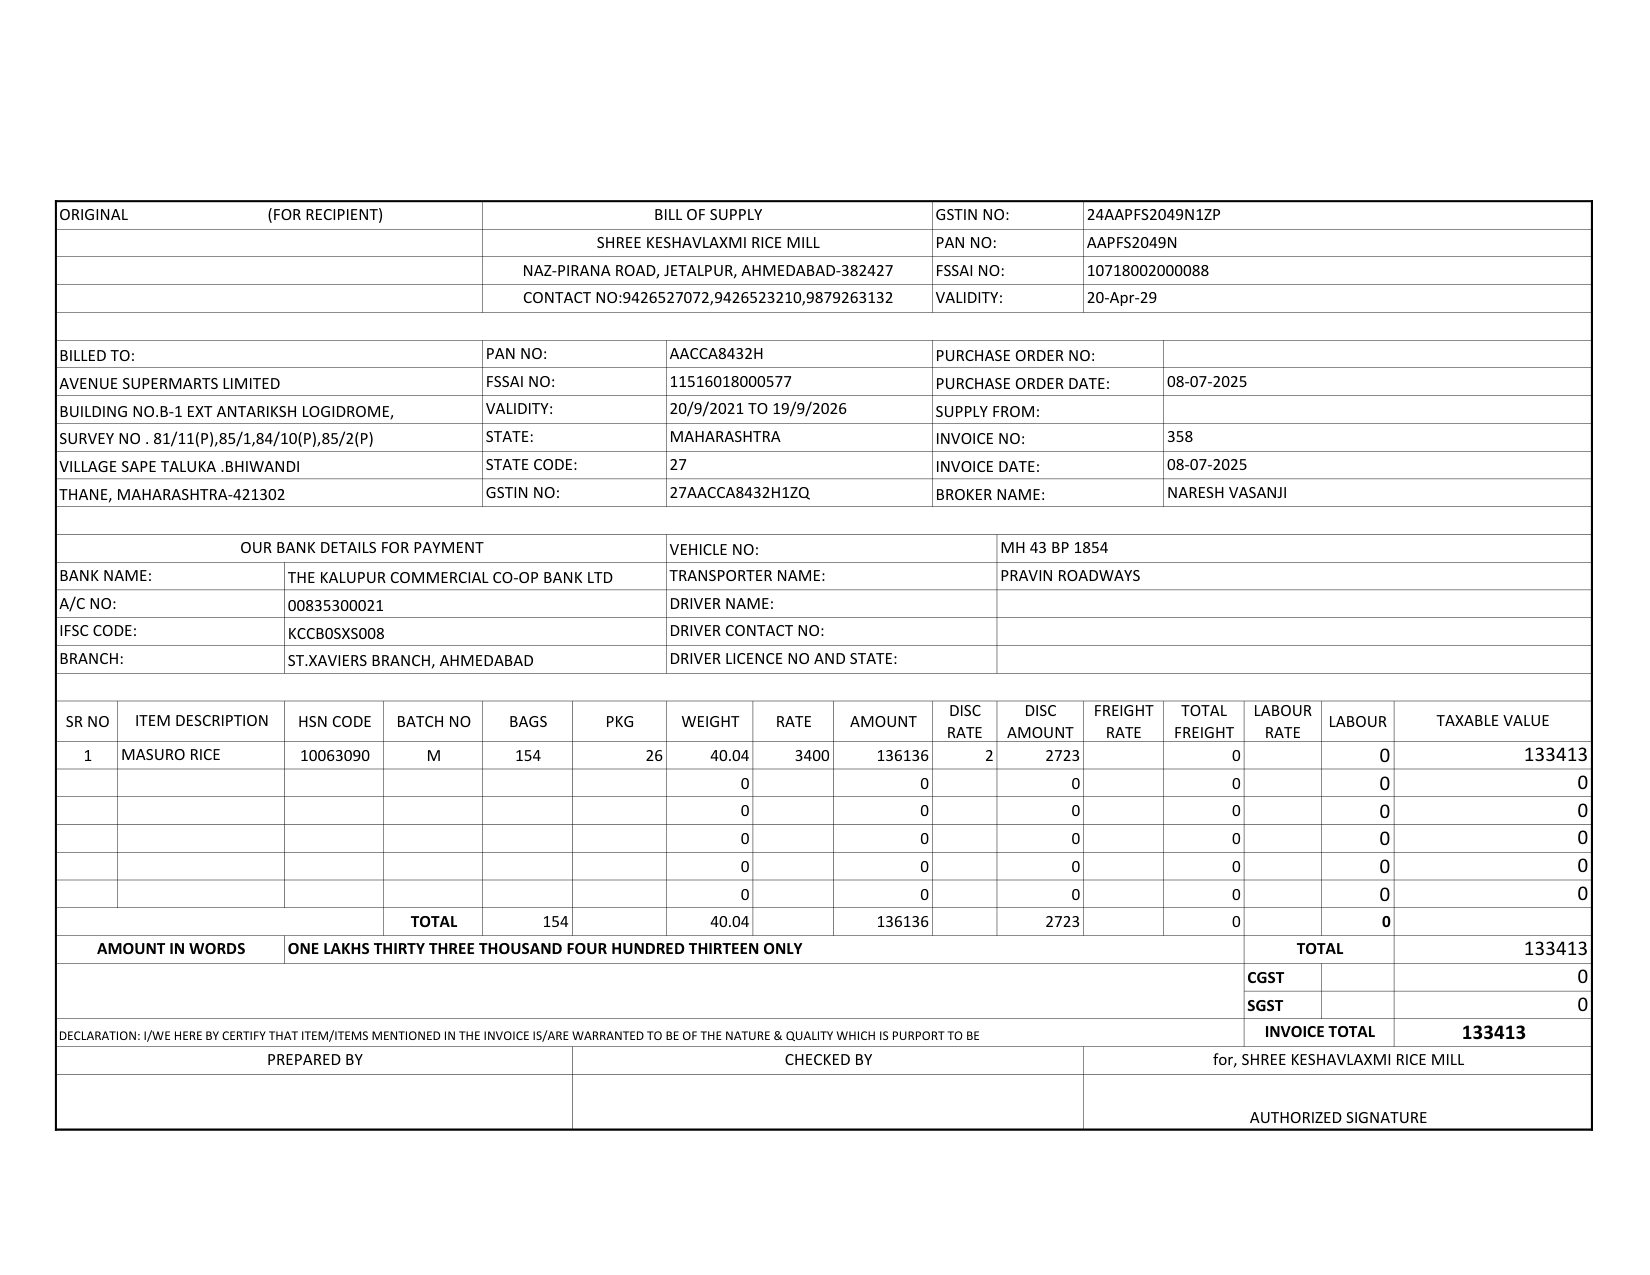 ORIGINAL (FOR RECIPIENT) BILL OF SUPPLY GSTIN NO: 24AAPFS2049N1ZP
SHREE KESHAVLAXMI RICE MILL PAN NO: AAPFS2049N
NAZ-PIRANA ROAD, JETALPUR, AHMEDABAD-382427 FSSAI NO: 10718002000088
CONTACT NO:9426527072,9426523210,9879263132 VALIDITY: 20-Apr-29
BILLED TO: PAN NO: AACCA8432H PURCHASE ORDER NO:
AVENUE SUPERMARTS LIMITED FSSAI NO: 11516018000577 PURCHASE ORDER DATE: 08-07-2025
BUILDING NO.B-1 EXT ANTARIKSH LOGIDROME, VALIDITY: 20/9/2021 TO 19/9/2026 SUPPLY FROM:
SURVEY NO . 81/11(P),85/1,84/10(P),85/2(P) STATE: MAHARASHTRA INVOICE NO: 358
VILLAGE SAPE TALUKA .BHIWANDI STATE CODE: 27 INVOICE DATE: 08-07-2025
THANE, MAHARASHTRA-421302 GSTIN NO: 27AACCA8432H1ZQ BROKER NAME: NARESH VASANJI
OUR BANK DETAILS FOR PAYMENT VEHICLE NO: MH 43 BP 1854
BANK NAME: THE KALUPUR COMMERCIAL CO-OP BANK LTD TRANSPORTER NAME: PRAVIN ROADWAYS
A/C NO: 00835300021 DRIVER NAME:
IFSC CODE: KCCB0SXS008 DRIVER CONTACT NO:
BRANCH: ST.XAVIERS BRANCH, AHMEDABAD DRIVER LICENCE NO AND STATE:
SR NO ITEM DESCRIPTION HSN CODE BATCH NO BAGS PKG WEIGHT RATE AMOUNT DISC RATE DISC AMOUNT FREIGHT RATE TOTAL FREIGHT LABOUR RATE LABOUR TAXABLE VALUE
1 MASURO RICE 10063090 M 154 26 40.04 3400 136136 2 2723 0 0 133413
0 0 0 0 0 0
0 0 0 0 0 0
0 0 0 0 0 0
0 0 0 0 0 0
0 0 0 0 0 0
TOTAL 154 40.04 136136 2723 0 0
AMOUNT IN WORDS ONE LAKHS THIRTY THREE THOUSAND FOUR HUNDRED THIRTEEN ONLY TOTAL 133413
CGST 0
SGST 0
DECLARATION: I/WE HERE BY CERTIFY THAT ITEM/ITEMS MENTIONED IN THE INVOICE IS/ARE WARRANTED TO BE OF THE NATURE & QUALITY WHICH IS PURPORT TO BE INVOICE TOTAL 133413
PREPARED BY CHECKED BY for, SHREE KESHAVLAXMI RICE MILL
AUTHORIZED SIGNATURE